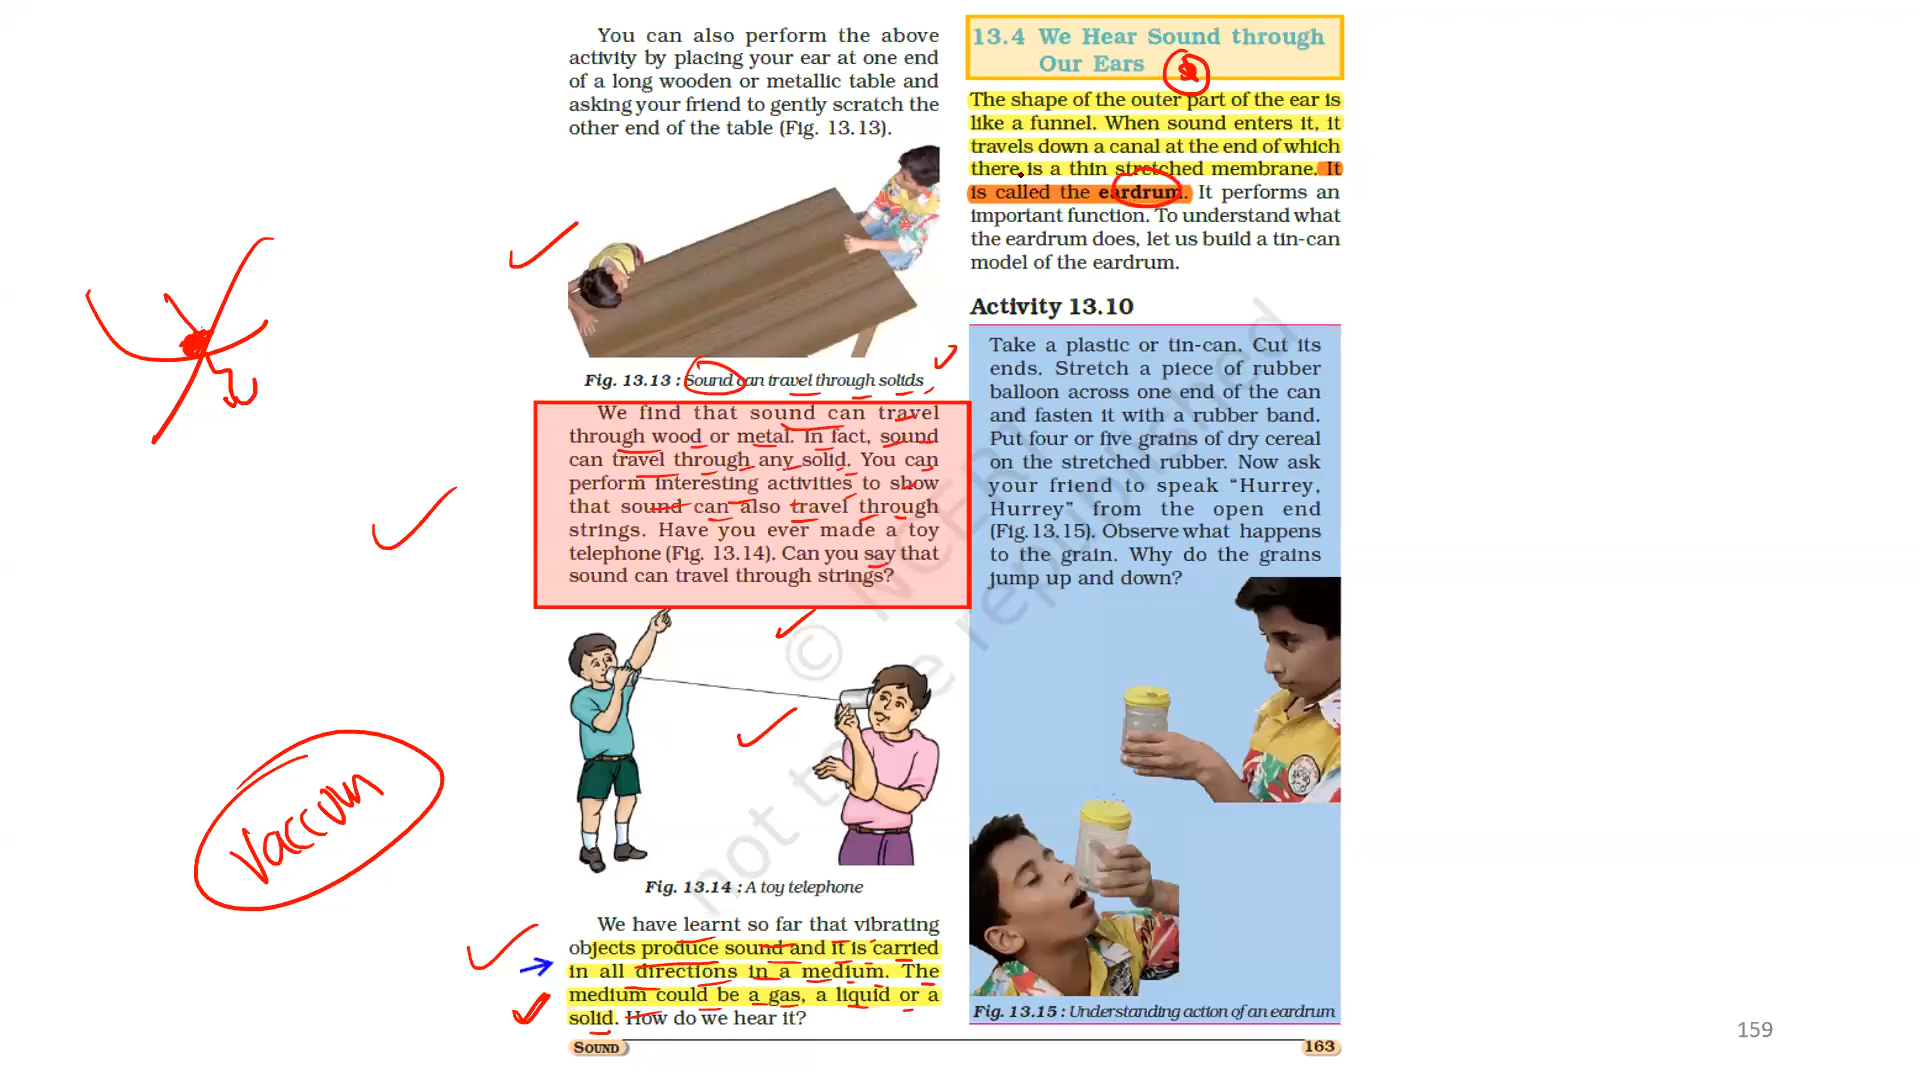 You can also perform the above
activity by placing your ear at one end
of a long wooden or metallic table and
asking your friend to gently scratch the
other end of the table (Fig. 13.13).
Fig. 13.13 : Sound can travel through solids
We find that sound can travel
through wood or metal. In fact, sound
can travel through any solid. You can
perform interesting activities to show
that sound can also travel through
strings. Have you ever made a toy
telephone (Fig. 13.14). Can you say that
sound can travel through strings?
Fig. 13.14 : A toy telephone
We have learnt so far that vibrating
objects produce sound and it is carried
in all directions in a medium. The
medium could be a gas, a liquid or a
solid. How do we hear it?
SOUND
13.4 We Hear Sound through
Our Ears
The shape of the outer part of the ear is
like a funnel. When sound enters it, it
travels down a canal at the end of which
there is a thin stretched membrane. It
is called the eardrum. It performs an
important function. To understand what
the eardrum does, let us build a tin-can
model of the eardrum.
Activity 13.10
Take a plastic or tin-can. Cut its
ends. Stretch a piece of rubber
balloon across one end of the can
and fasten it with a rubber band.
Put four or five grains of dry cereal
on the stretched rubber. Now ask
your friend to speak “Hurrey,
Hurrey” from the open end
(Fig.13.15). Observe what happens
to the grain. Why do the grains
jump up and down?
Fig. 13.15 : Understanding action of an eardrum
163
Vaccum
© NCERT
not to be republished
159